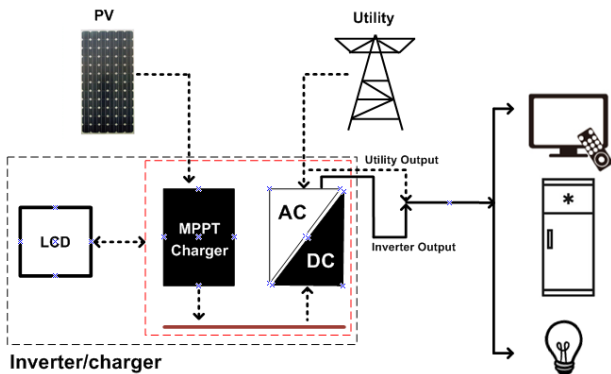 PV
Utility
Utility Output
LCD
MPPT
Charger
AC
DC
Inverter Output
Inverter/charger